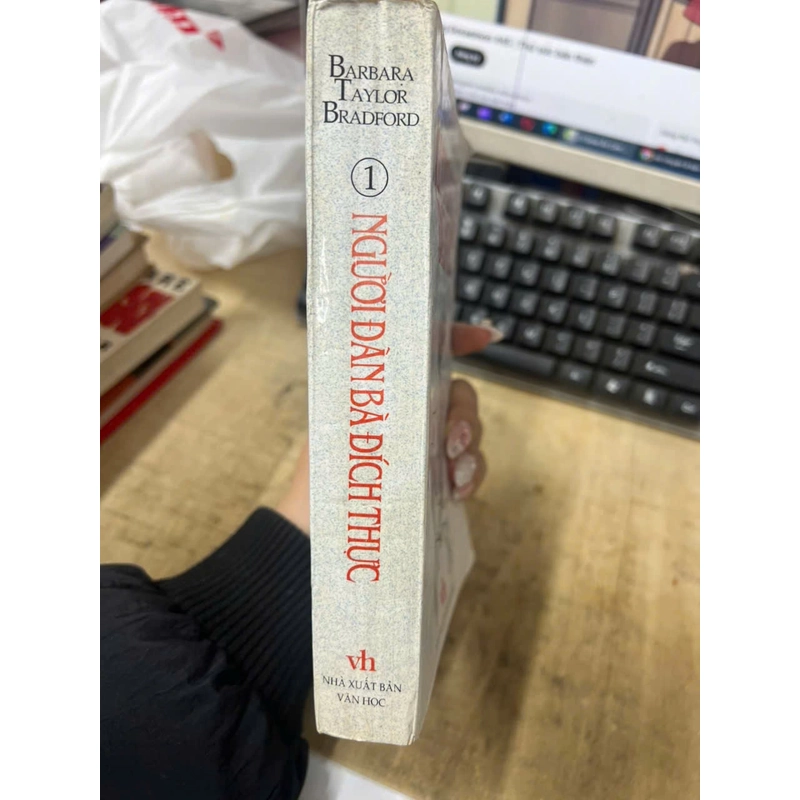 BARBARA
TAYLOR
BRADFORD
1
NGƯỜI ĐÀN BÀ ĐÍCH THỰC
vh
NHÀ XUẤT BẢN
VĂN HỌC